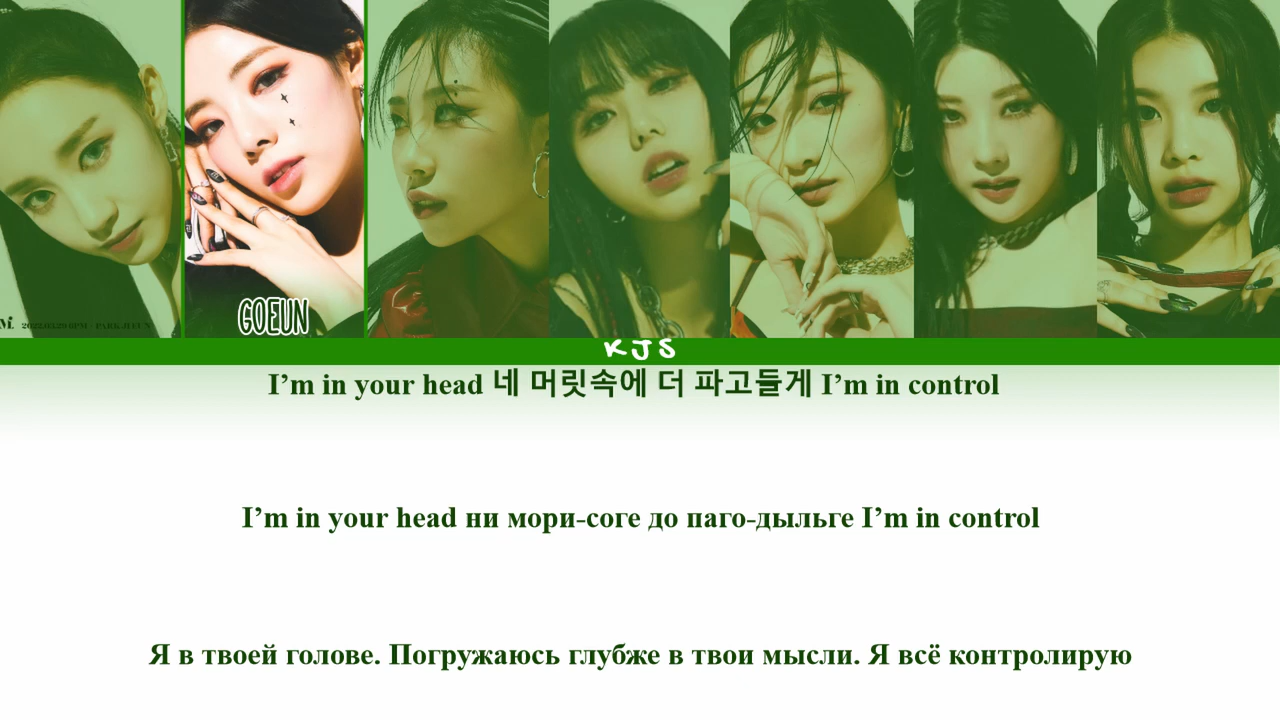 GOEUN
KJS
I’m in your head 네 머릿속에 더 파고들게 I’m in control
I’m in your head ни мори-соге до паго-дыльге I’m in control
Я в твоей голове. Погружаюсь глубже в твои мысли. Я всё контролирую